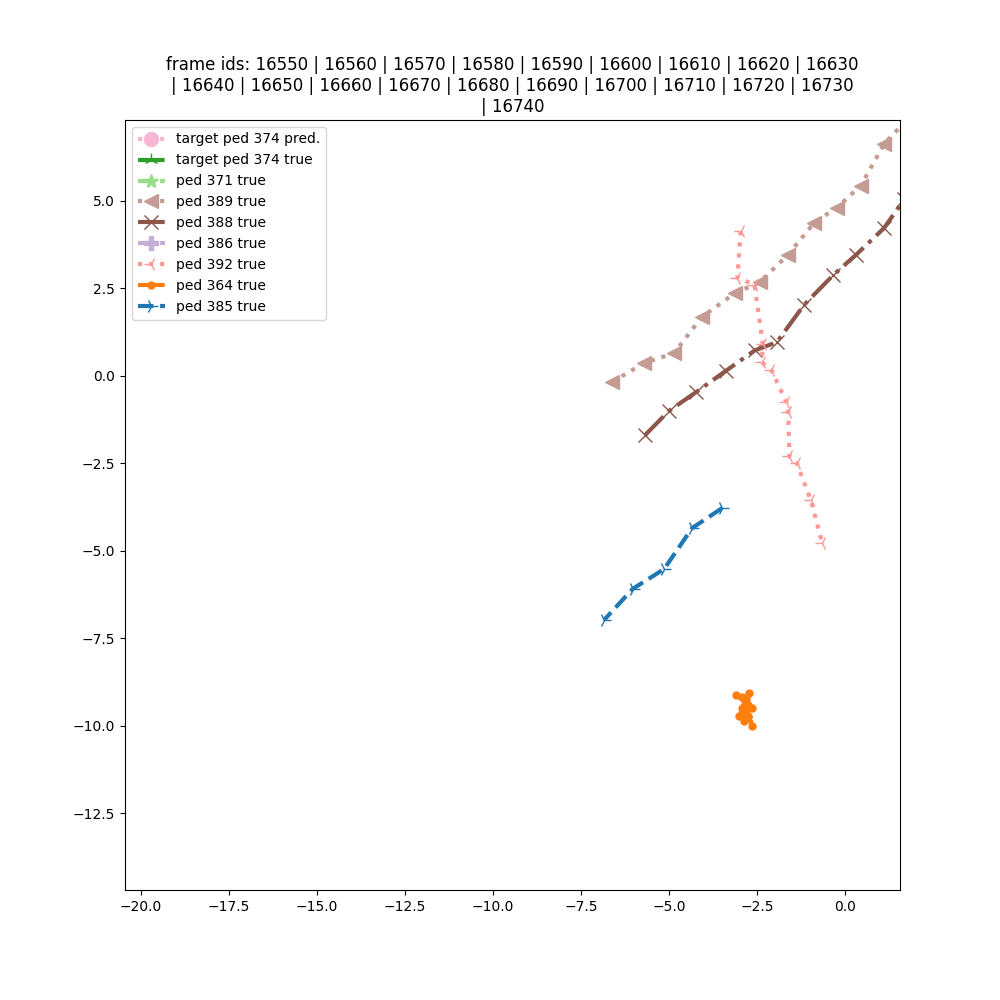 frame ids: 16550 | 16560 | 16570 | 16580 | 16590 | 16600 | 16610 | 16620 | 16630
| 16640 | 16650 | 16660 | 16670 | 16680 | 16690 | 16700 | 16710 | 16720 | 16730
| 16740
target ped 374 pred.
target ped 374 true
ped 371 true
ped 389 true
ped 388 true
ped 386 true
ped 392 true
ped 364 true
ped 385 true
5.0
2.5
0.0
−2.5
−5.0
−7.5
−10.0
−12.5
−20.0 −17.5 −15.0 −12.5 −10.0 −7.5 −5.0 −2.5 0.0